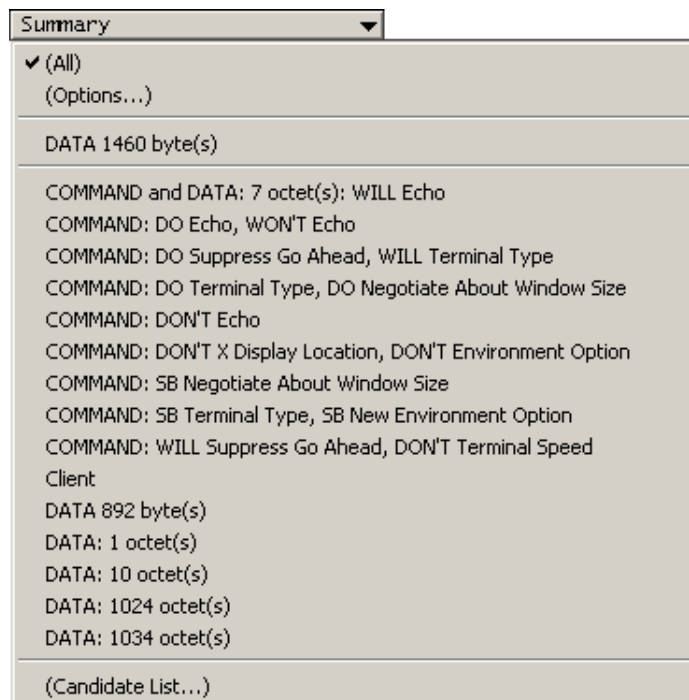 Summary
(All)
(Options...)
DATA 1460 byte(s)
COMMAND and DATA: 7 octet(s): WILL Echo
COMMAND: DO Echo, WON'T Echo
COMMAND: DO Suppress Go Ahead, WILL Terminal Type
COMMAND: DO Terminal Type, DO Negotiate About Window Size
COMMAND: DON'T Echo
COMMAND: DON'T X Display Location, DON'T Environment Option
COMMAND: SB Negotiate About Window Size
COMMAND: SB Terminal Type, SB New Environment Option
COMMAND: WILL Suppress Go Ahead, DON'T Terminal Speed
Client
DATA 892 byte(s)
DATA: 1 octet(s)
DATA: 10 octet(s)
DATA: 1024 octet(s)
DATA: 1034 octet(s)
(Candidate List...)